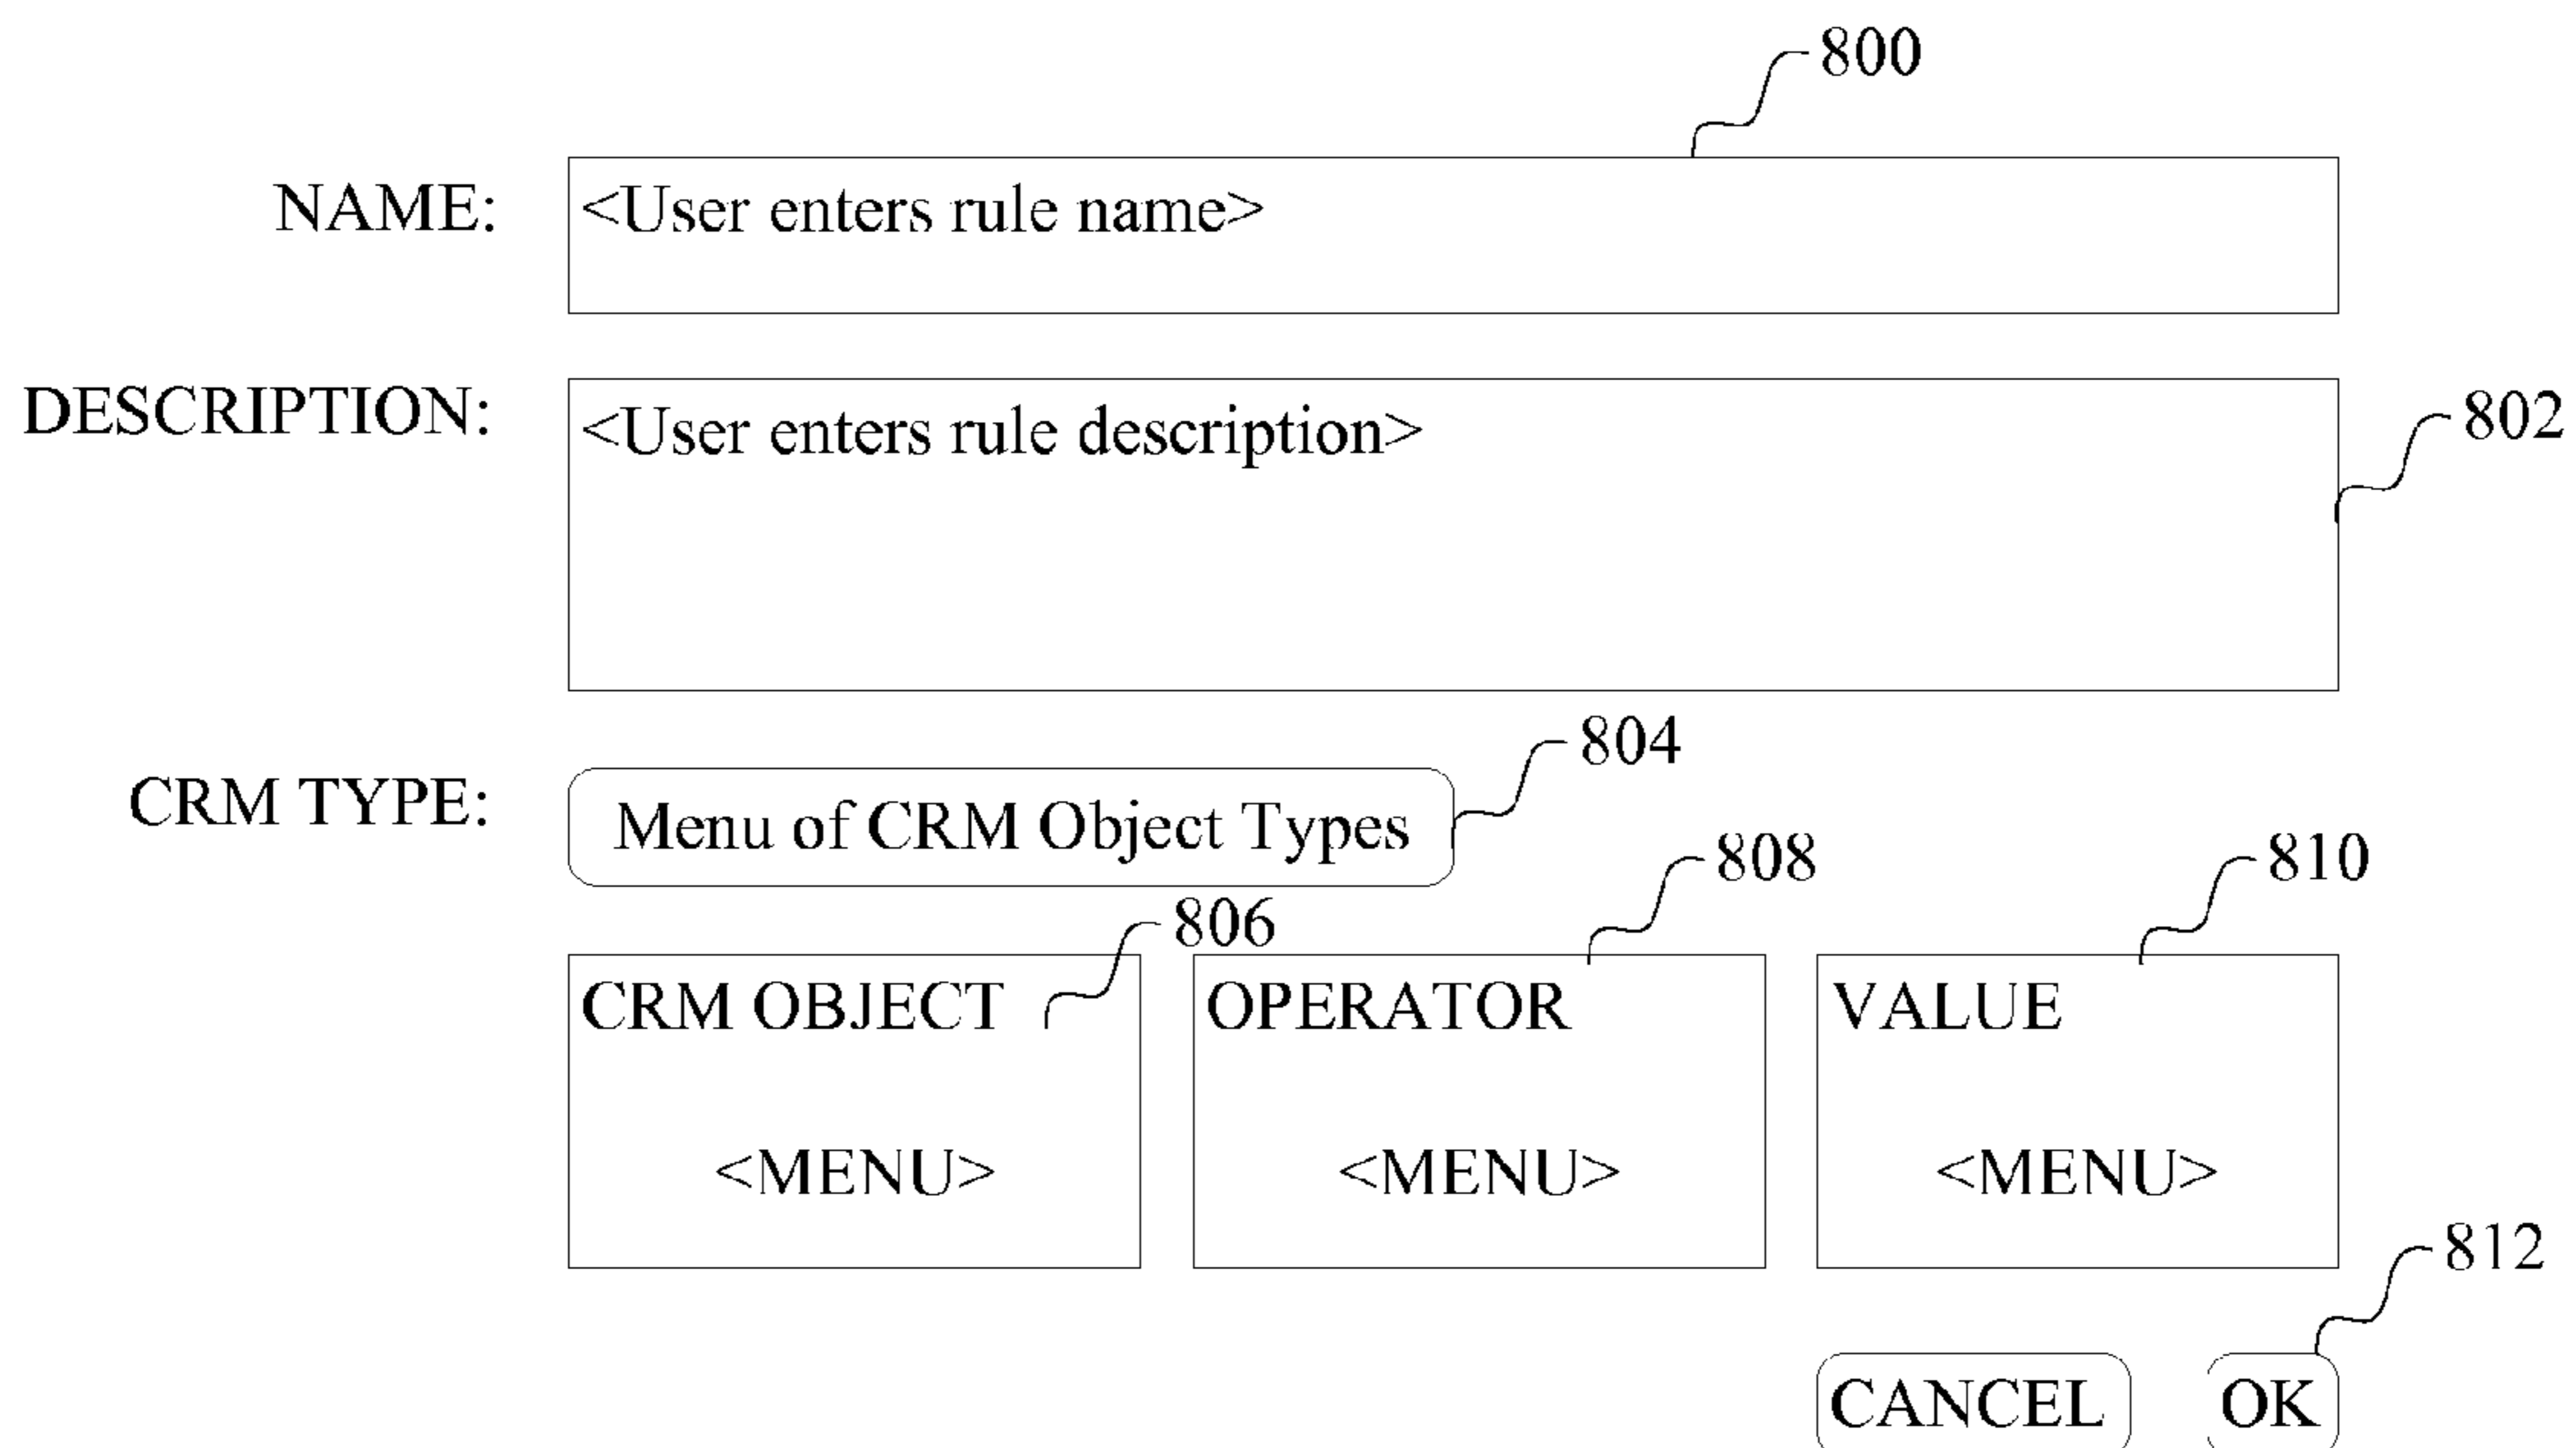 800
NAME: <User enters rule name>
DESCRIPTION: <User enters rule description>
802
CRM TYPE: Menu of CRM Object Types
804
806
808
810
CRM OBJECT OPERATOR VALUE
<MENU> <MENU> <MENU>
812
CANCEL OK